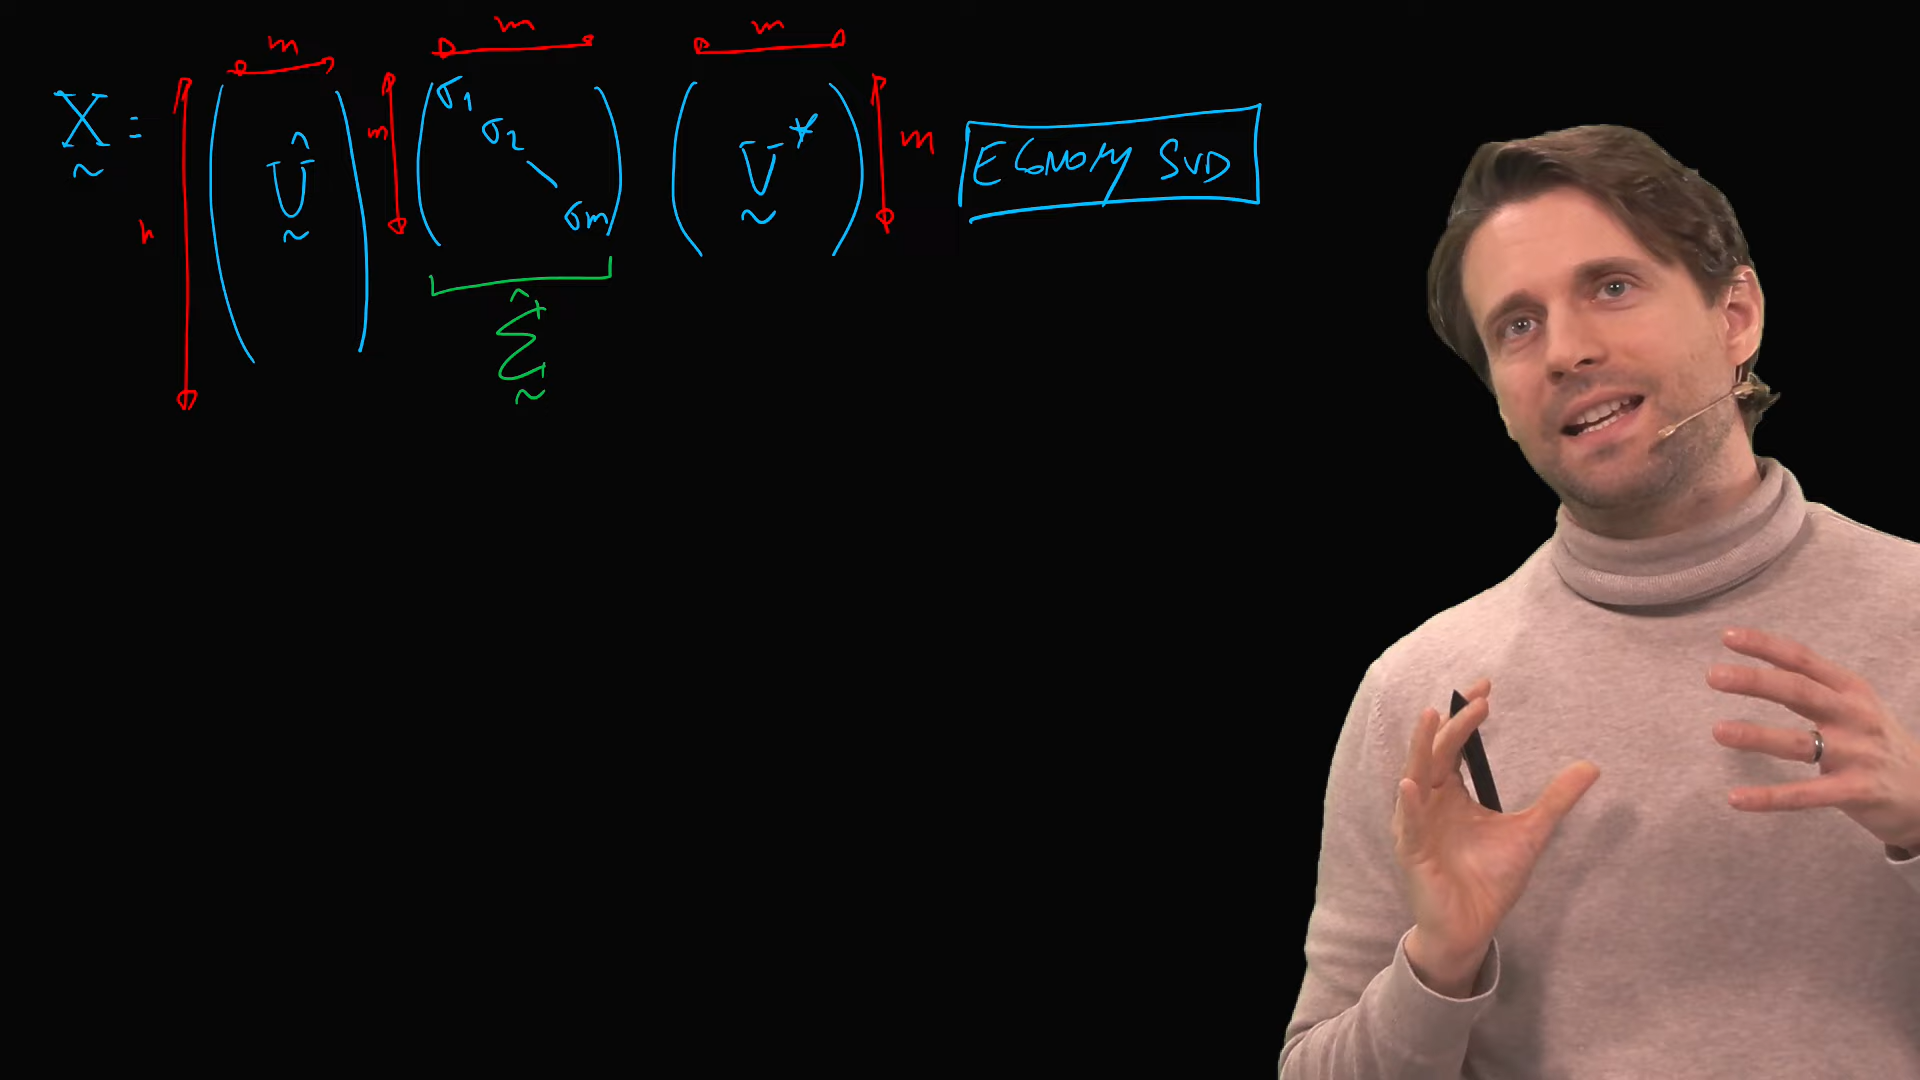 m m m
X = n ( Û ) m ( σ1 σ2 \ σm ) ( V* ) m ECONOMY SVD
Σ̂